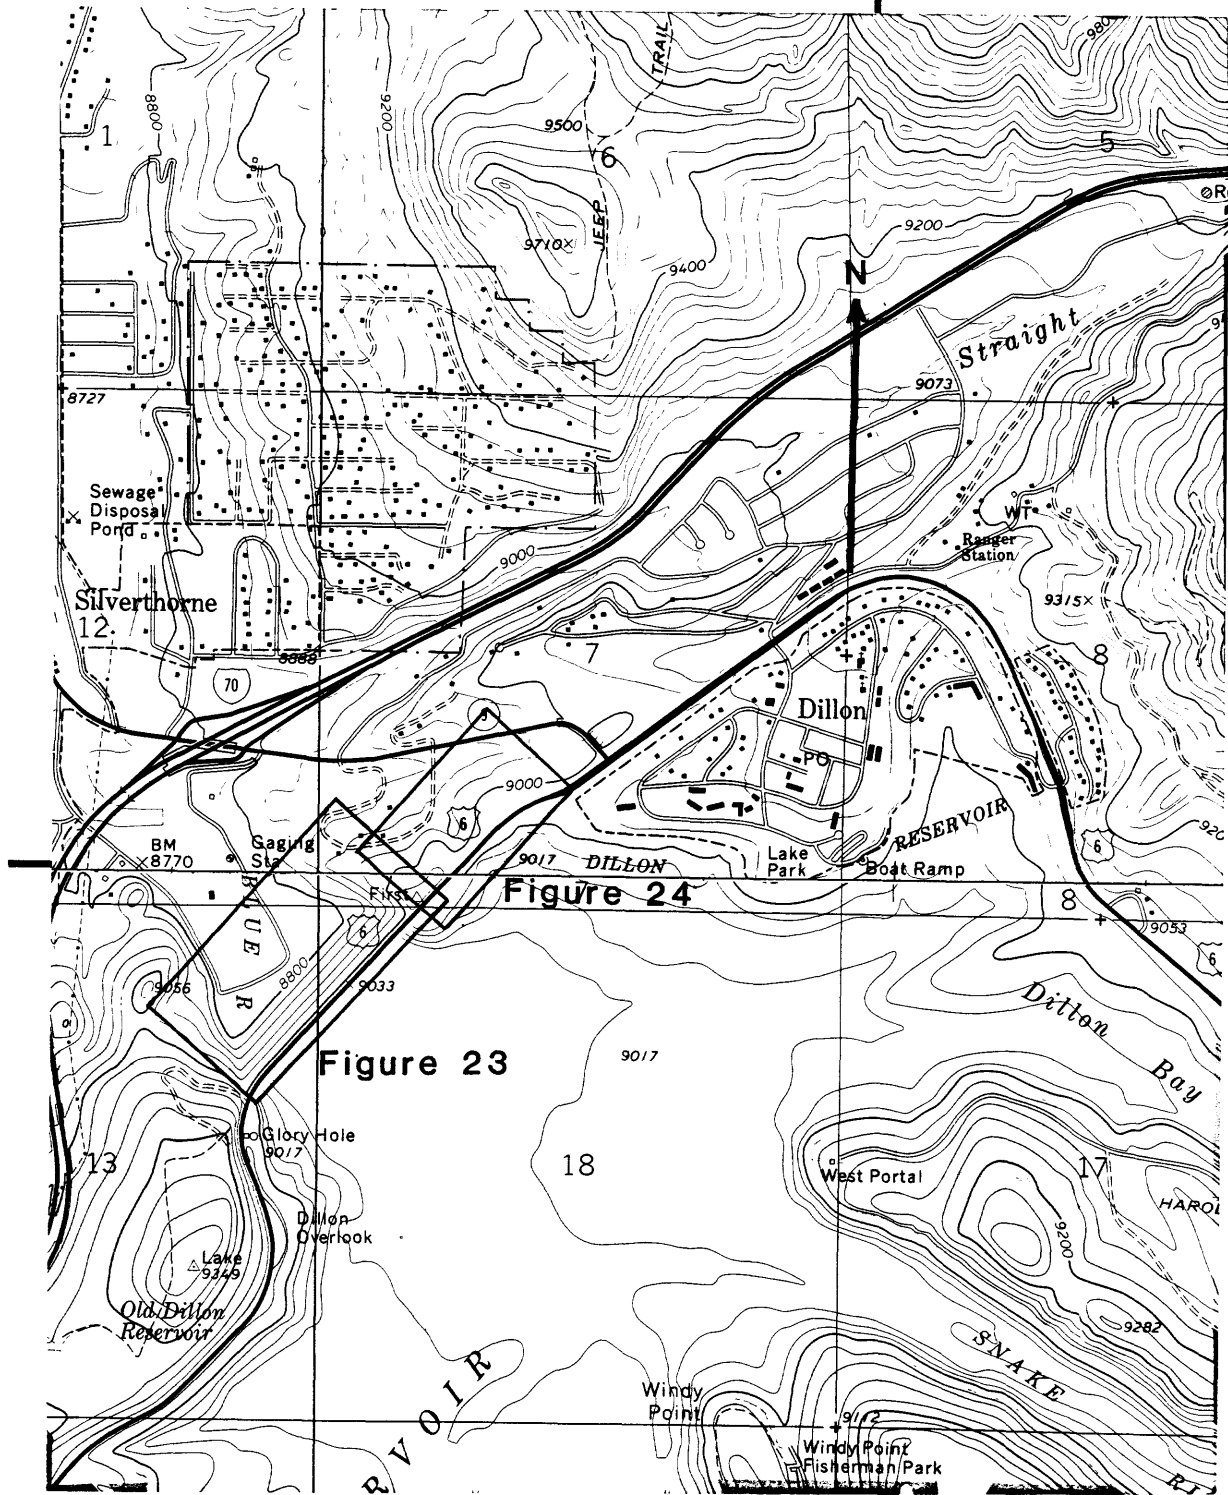 TRAIL
9800
8800
9200
9500
1
6
5
JEEP
9710×
9200
9400
N
Straight
9073
8727
Sewage
Disposal
Pond
WT
Ranger
Station
9000
Silverthorne
12
9315×
8888
7
8
70
Dillon
PO
9000
6
RESERVOIR
6
BM
×8770
Gaging
Sta
9017
DILLON
Lake
Park
Boat Ramp
First
Figure 24
8
BLUE
6
9053
6
8800
9056
R
9033
Dillon
Bay
Figure 23
9017
Glory Hole
9017
13
18
17
West Portal
Dillon
Overlook
9200
Lake
9349
Old Dillon
Reservoir
9282
SNAKE
RVOIR
Windy
Point
9112
Windy Point
Fisherman Park